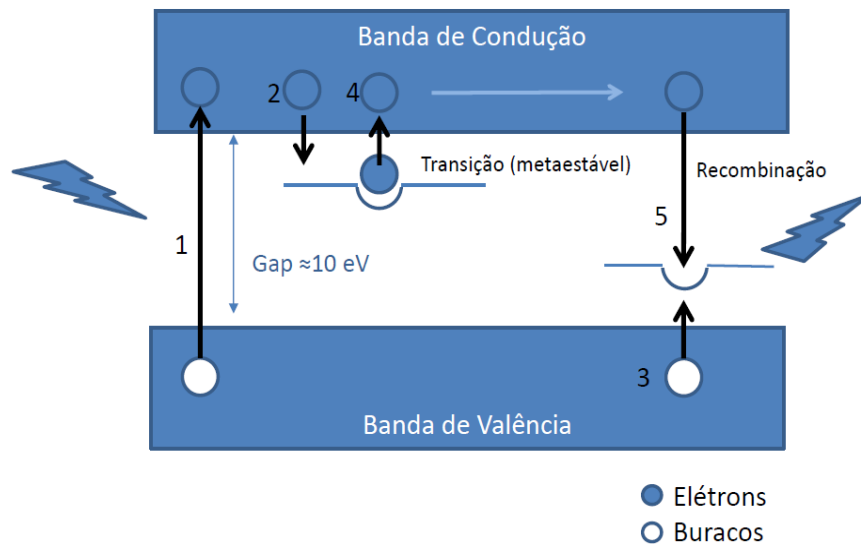 Banda de Condução
2
4
Transição (metaestável)
Recombinação
1
5
Gap ≈10 eV
3
Banda de Valência
Elétrons
Buracos